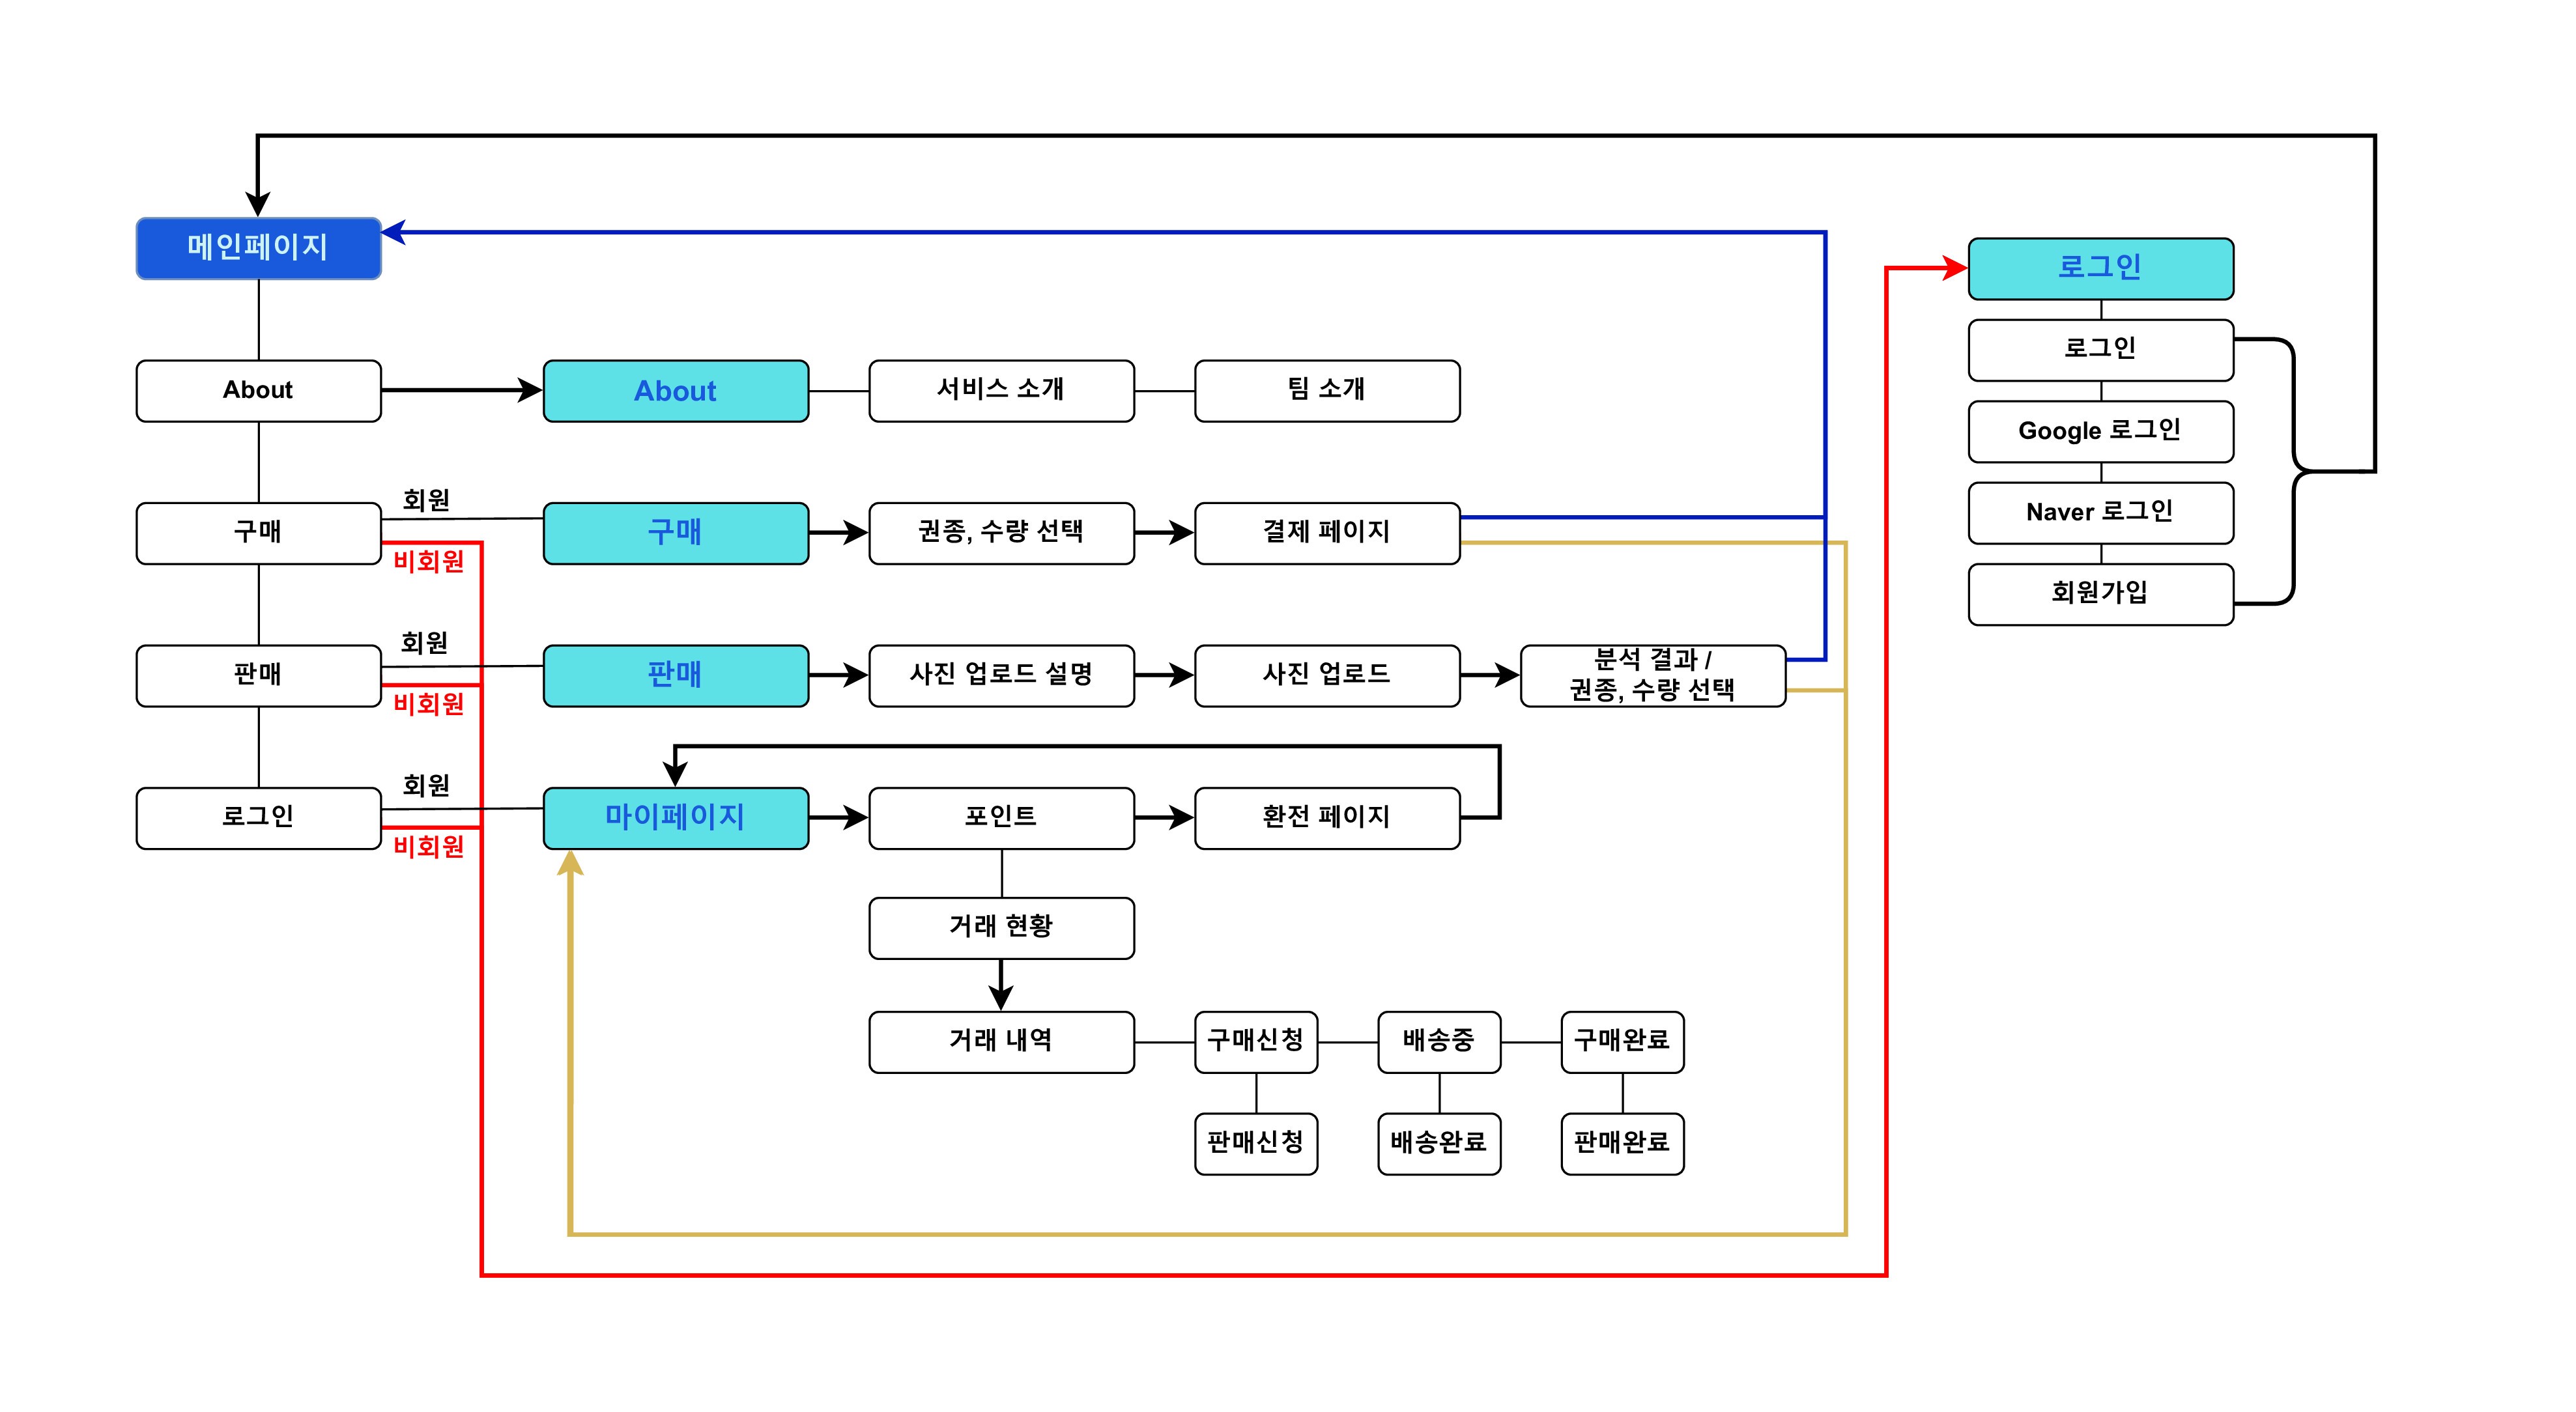 메인페이지
로그인
로그인
About
About
서비스 소개
팀 소개
Google 로그인
회원
구매
구매
권종, 수량 선택
결제 페이지
Naver 로그인
비회원
회원가입
회원
판매
판매
사진 업로드 설명
사진 업로드
분석 결과 /
권종, 수량 선택
비회원
회원
로그인
마이페이지
포인트
환전 페이지
비회원
거래 현황
거래 내역
구매신청
배송중
구매완료
판매신청
배송완료
판매완료